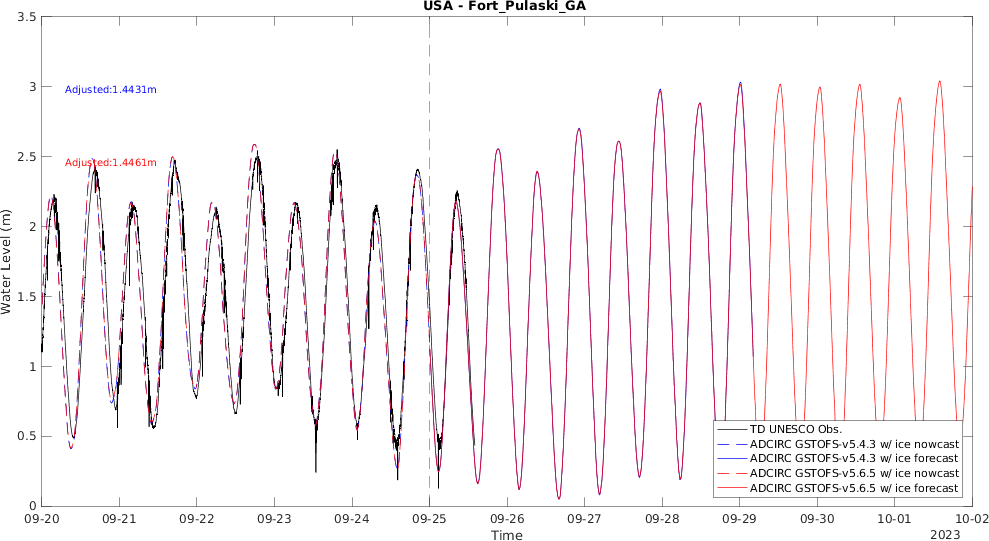 USA - Fort_Pulaski_GA
3.5
3
2.5
2
1.5
1
0.5
0
Water Level (m)
Adjusted:1.4431m
Adjusted:1.4461m
TD UNESCO Obs.
ADCIRC GSTOFS-v5.4.3 w/ ice nowcast
ADCIRC GSTOFS-v5.4.3 w/ ice forecast
ADCIRC GSTOFS-v5.6.5 w/ ice nowcast
ADCIRC GSTOFS-v5.6.5 w/ ice forecast
09-20 09-21 09-22 09-23 09-24 09-25 09-26 09-27 09-28 09-29 09-30 10-01 10-02
Time
2023